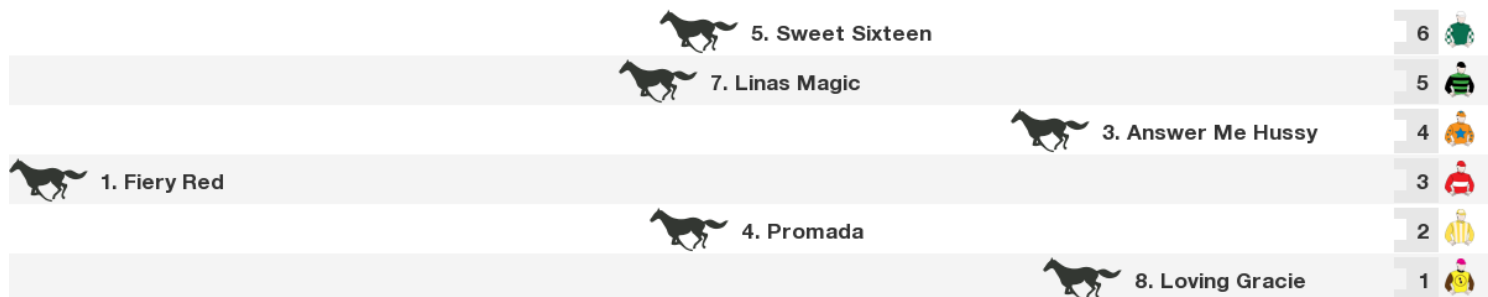 5. Sweet Sixteen 6
7. Linas Magic 5
3. Answer Me Hussy 4
1. Fiery Red 3
4. Promada 2
8. Loving Gracie 1